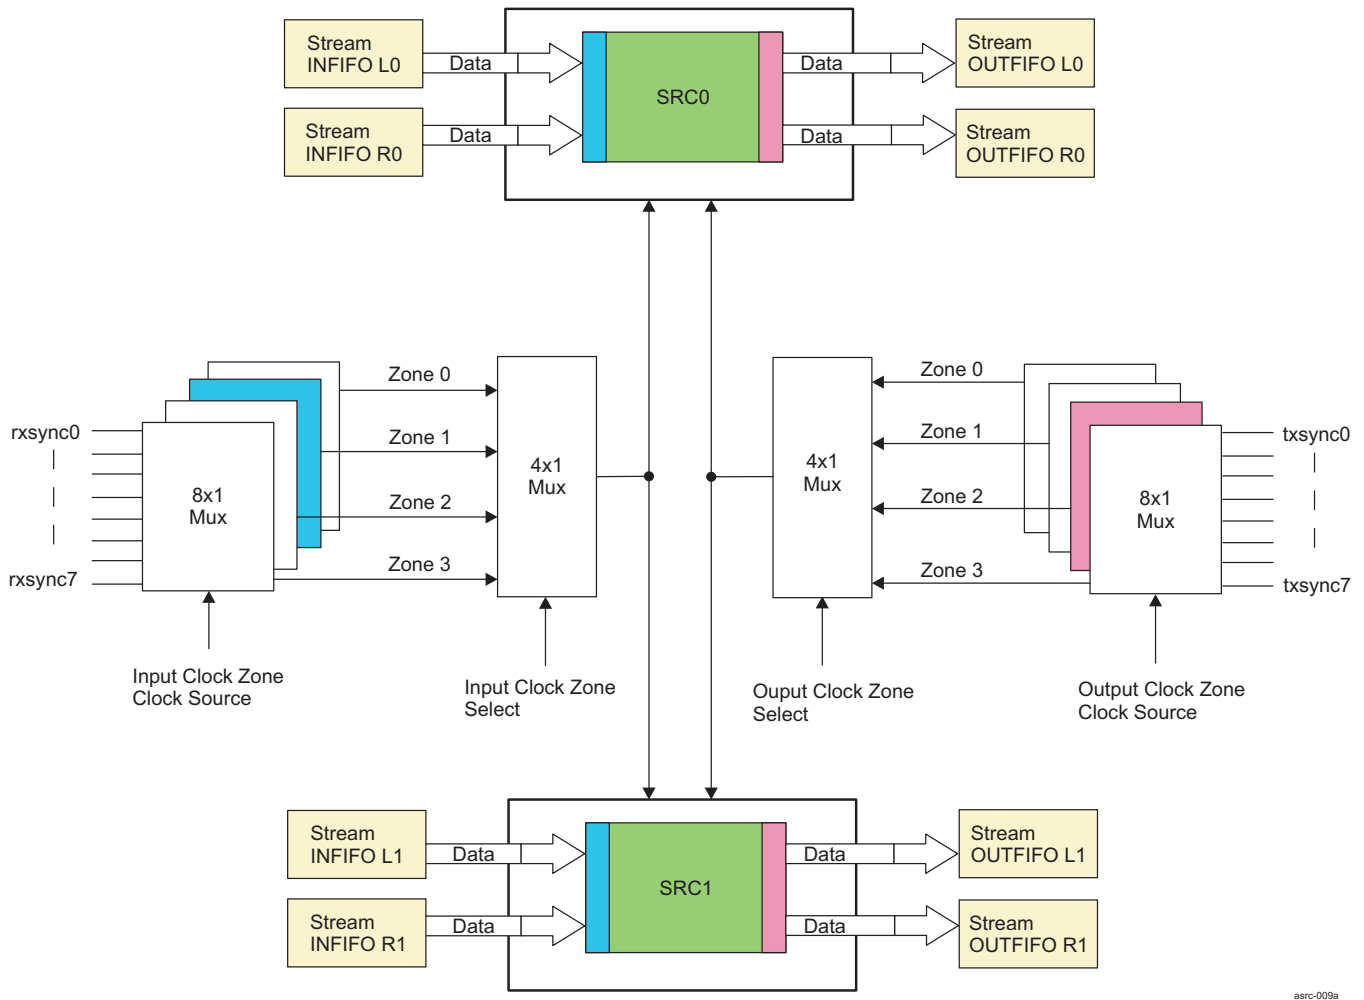 Stream
INFIFO L0
Data
SRC0
Data
Stream
OUTFIFO L0
Stream
INFIFO R0
Data
Data
Stream
OUTFIFO R0
rxsync0
rxsync7
8x1
Mux
Zone 0
Zone 1
Zone 2
Zone 3
4x1
Mux
4x1
Mux
Zone 0
Zone 1
Zone 2
Zone 3
8x1
Mux
txsync0
txsync7
Input Clock Zone
Clock Source
Input Clock Zone
Select
Ouput Clock Zone
Select
Output Clock Zone
Clock Source
Stream
INFIFO L1
Data
SRC1
Data
Stream
OUTFIFO L1
Stream
INFIFO R1
Data
Data
Stream
OUTFIFO R1
asrc-009a